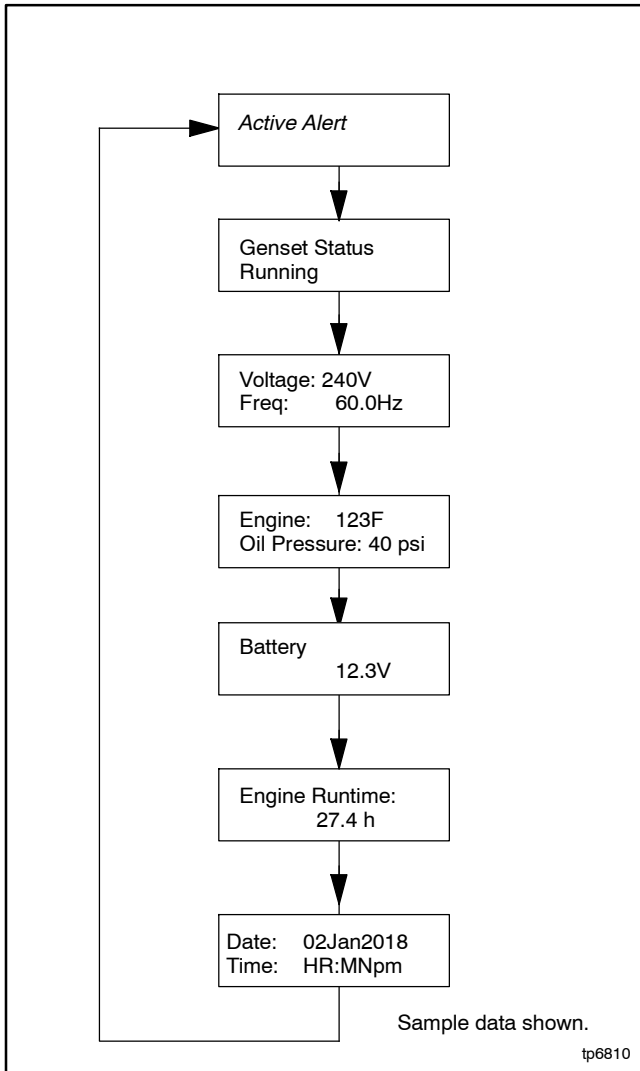 Active Alert
Genset Status
Running
Voltage: 240V
Freq: 60.0Hz
Engine: 123F
Oil Pressure: 40 psi
Battery
12.3V
Engine Runtime:
27.4 h
Date: 02Jan2018
Time: HR:MNpm
Sample data shown.
tp6810